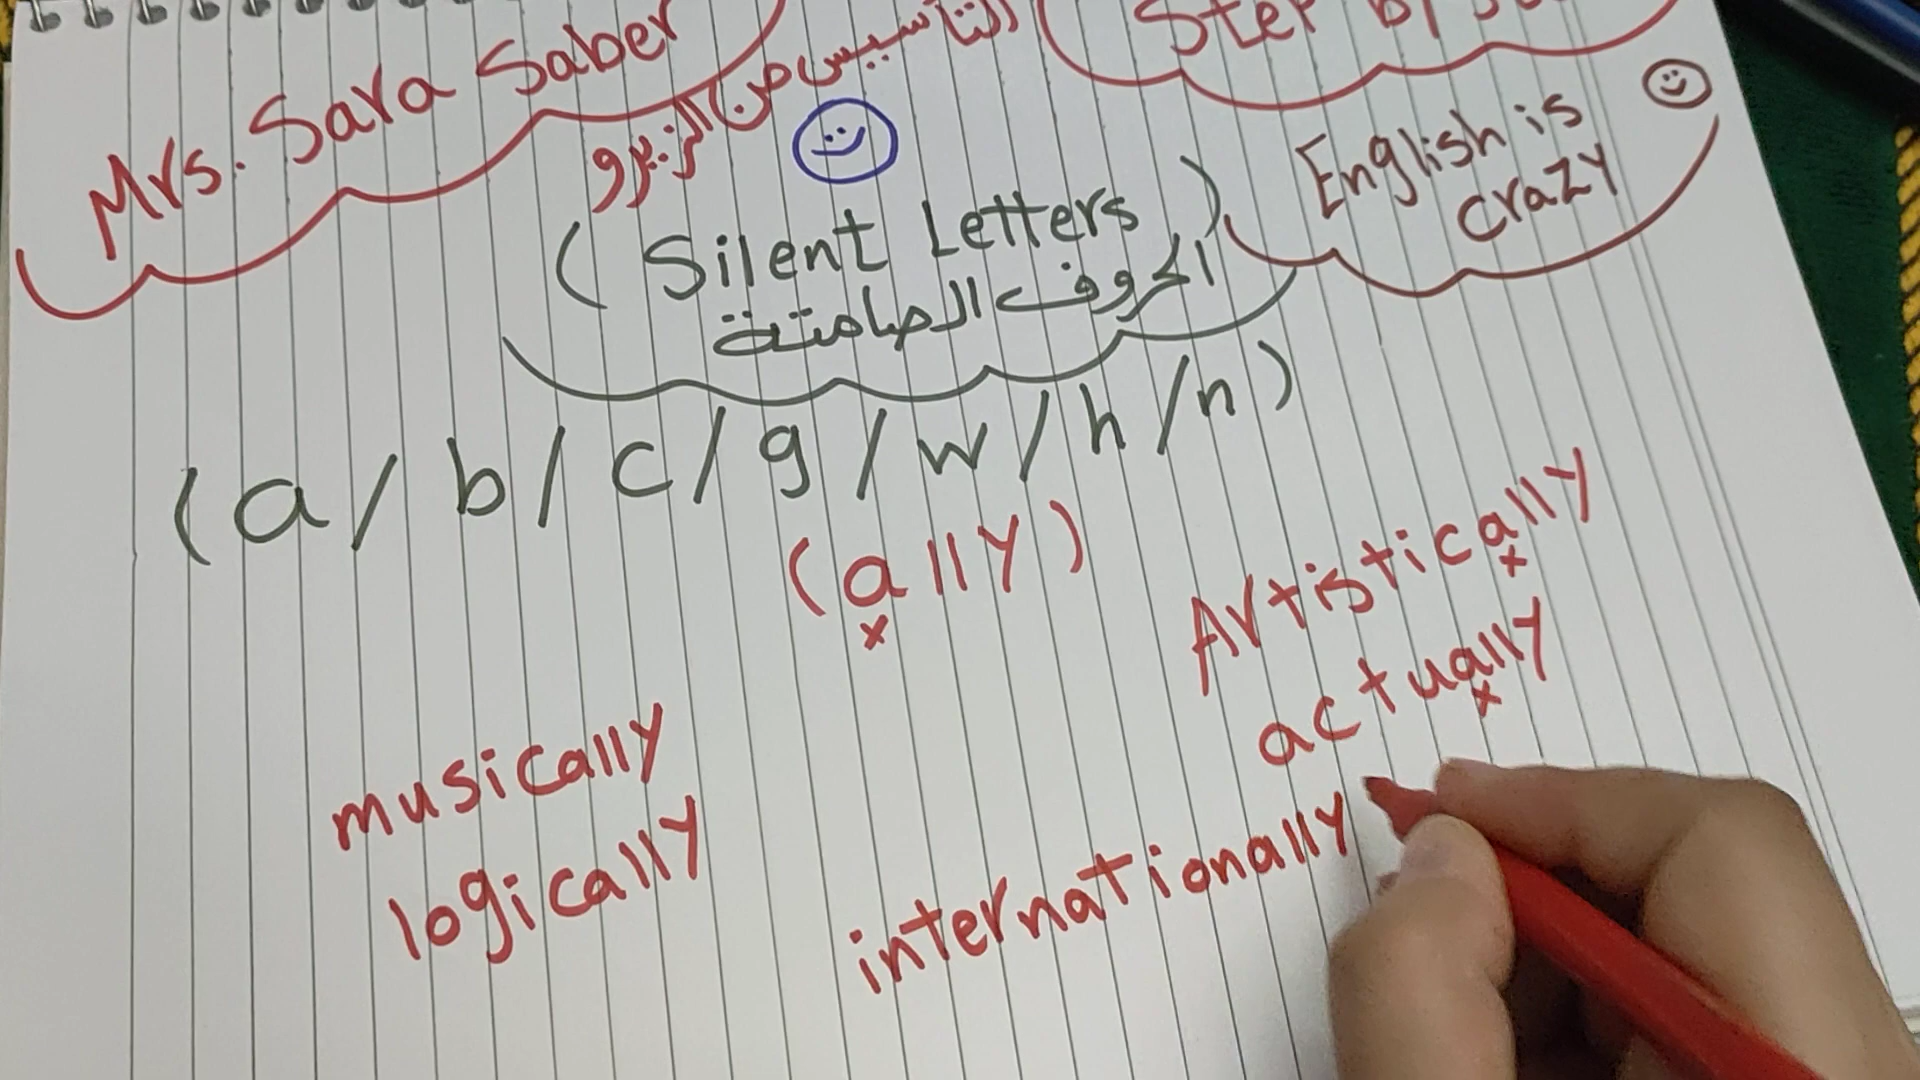 Mrs. Sara Saber
التأسيس من الزيرو
Step by
English is
crazy
(Silent Letters)
الحروف الصامتة
(a/b/c/g/w/h/n)
(ally)
x
Artistically
x
actually
x
musically
logically
internationally